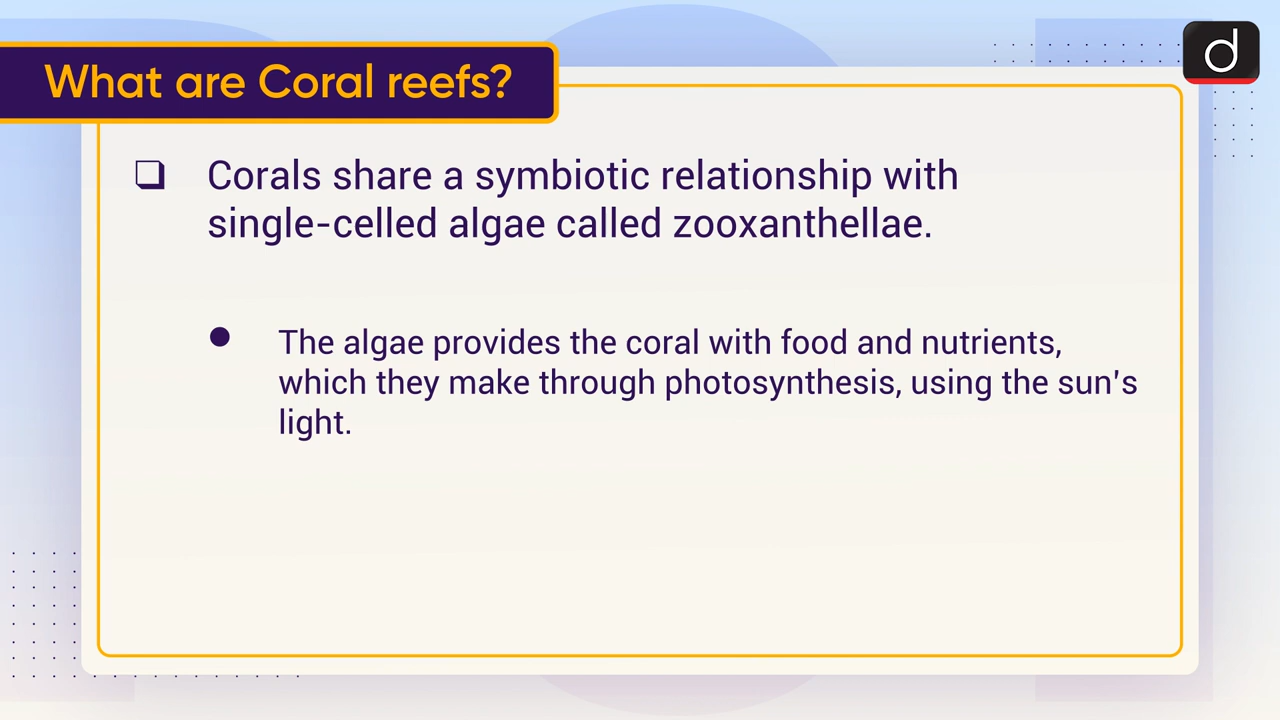 What are Coral reefs?
d
❑ Corals share a symbiotic relationship with
single-celled algae called zooxanthellae.
● The algae provides the coral with food and nutrients,
which they make through photosynthesis, using the sun's
light.